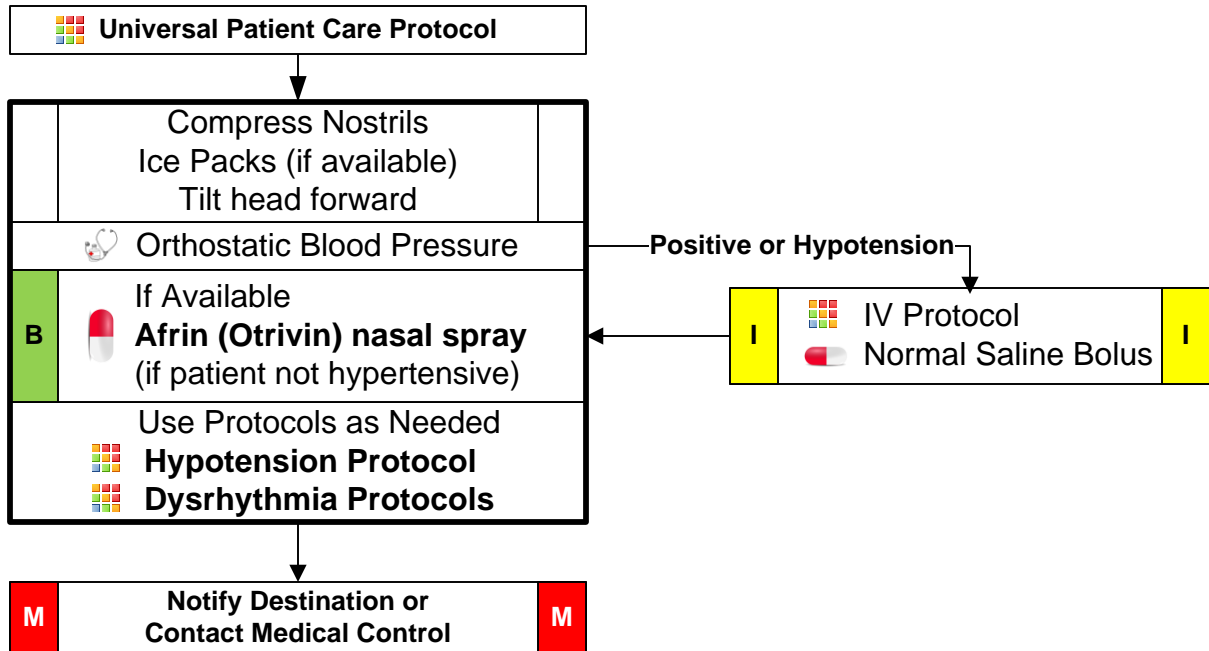 Universal Patient Care Protocol
Compress Nostrils
Ice Packs (if available)
Tilt head forward
Orthostatic Blood Pressure
Positive or Hypotension
B
If Available
Afrin (Otrivin) nasal spray
(if patient not hypertensive)
I
IV Protocol
Normal Saline Bolus
I
Use Protocols as Needed
Hypotension Protocol
Dysrhythmia Protocols
M
Notify Destination or
Contact Medical Control
M